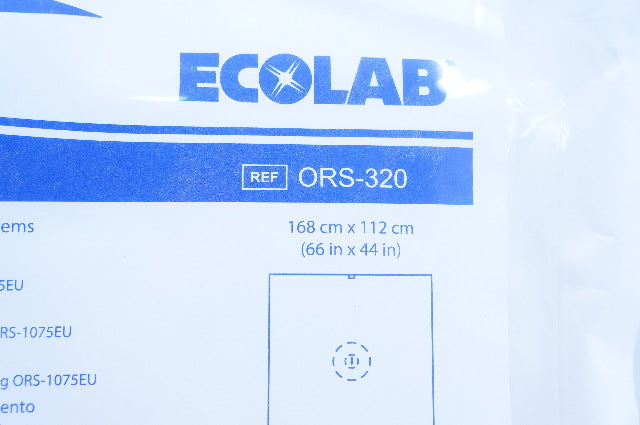 ECOLAB
REF ORS-320
168 cm x 112 cm
(66 in x 44 in)
ems
5EU
RS-1075EU
g ORS-1075EU
ento